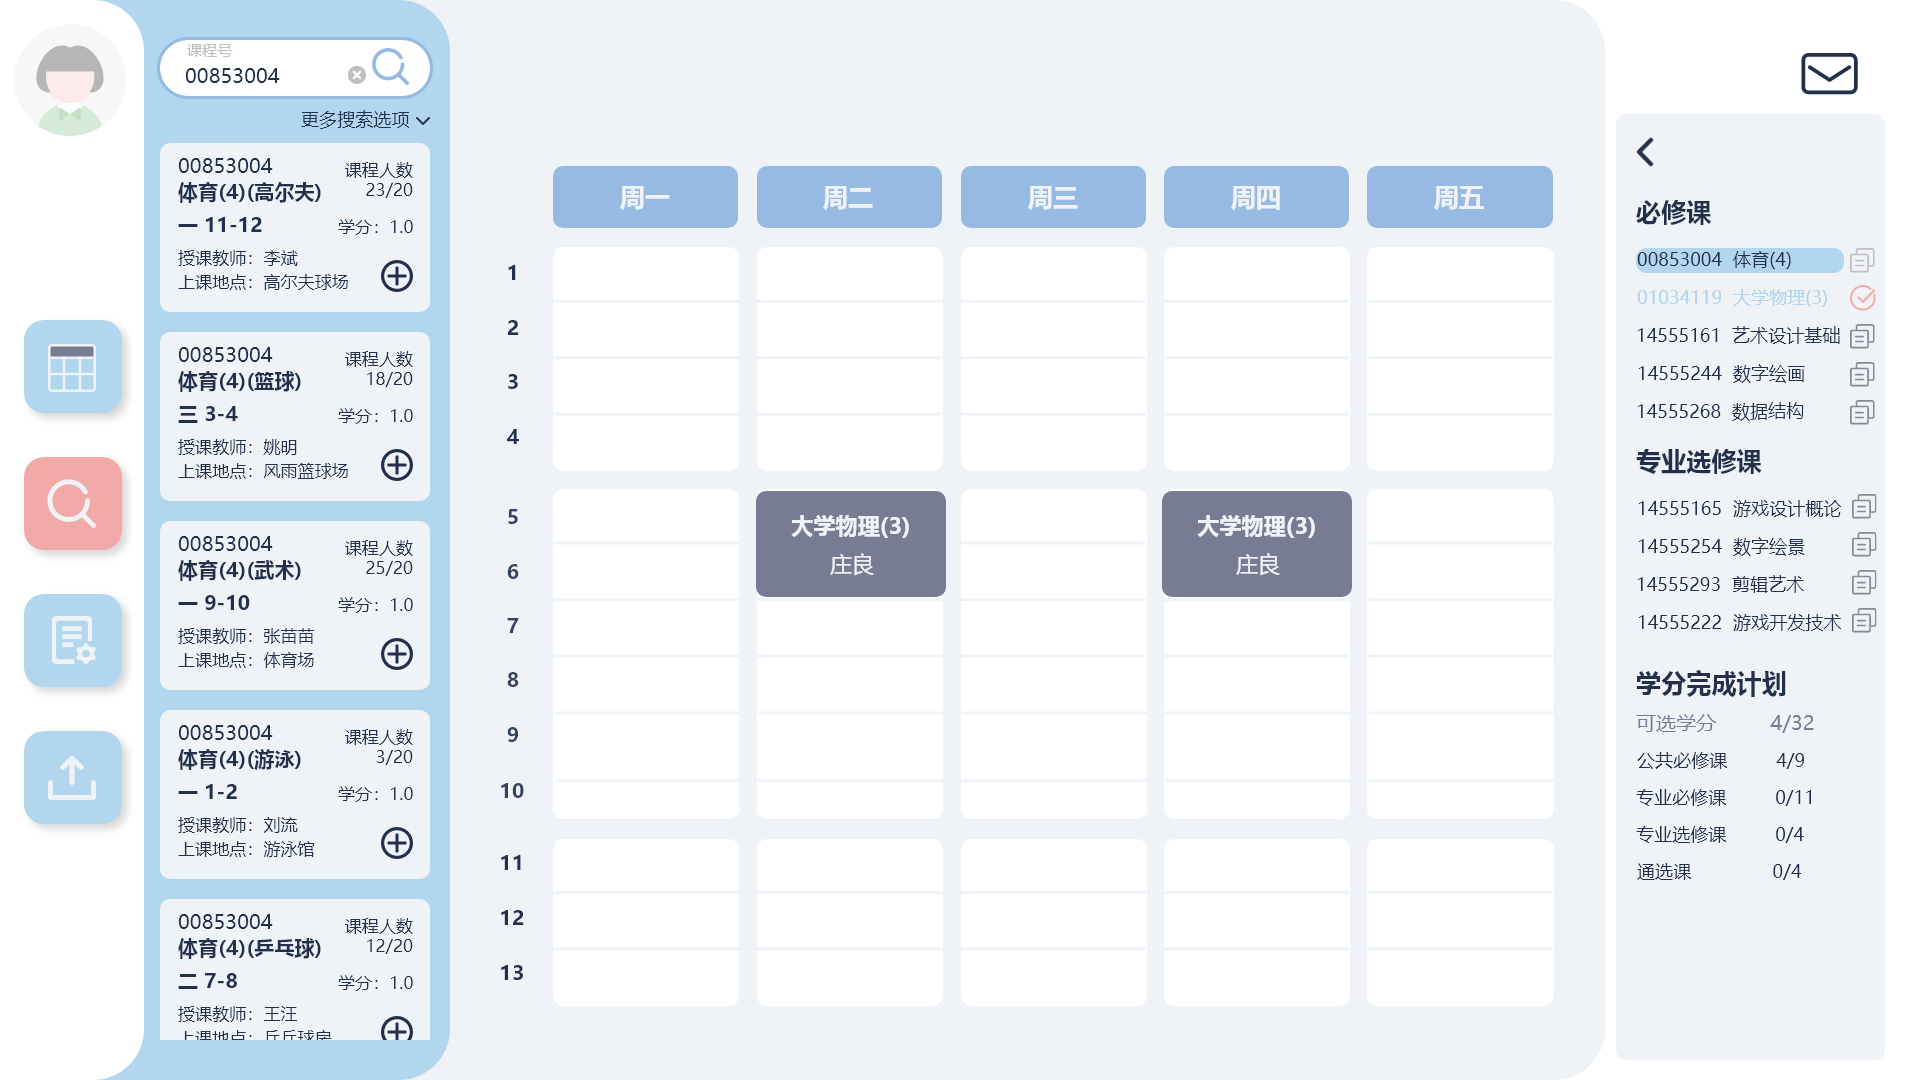 课程号
00853004
更多搜索选项
00853004
课程人数
体育(4)(高尔夫)
23/20
一 11-12
学分：1.0
授课教师：李斌
上课地点：高尔夫球场
00853004
课程人数
体育(4)(篮球)
18/20
三 3-4
学分：1.0
授课教师：姚明
上课地点：风雨篮球场
00853004
课程人数
体育(4)(武术)
25/20
一 9-10
学分：1.0
授课教师：张苗苗
上课地点：体育场
00853004
课程人数
体育(4)(游泳)
3/20
一 1-2
学分：1.0
授课教师：刘流
上课地点：游泳馆
00853004
课程人数
体育(4)(乒乓球)
12/20
二 7-8
学分：1.0
授课教师：王汪
上课地点：乒乓球房
周一 周二 周三 周四 周五
1
2
3
4
5
大学物理(3) 大学物理(3)
庄良 庄良
6
7
8
9
10
11
12
13
必修课
00853004 体育(4)
01034119 大学物理(3)
14555161 艺术设计基础
14555244 数字绘画
14555268 数据结构
专业选修课
14555165 游戏设计概论
14555254 数字绘景
14555293 剪辑艺术
14555222 游戏开发技术
学分完成计划
可选学分 4/32
公共必修课 4/9
专业必修课 0/11
专业选修课 0/4
通选课 0/4